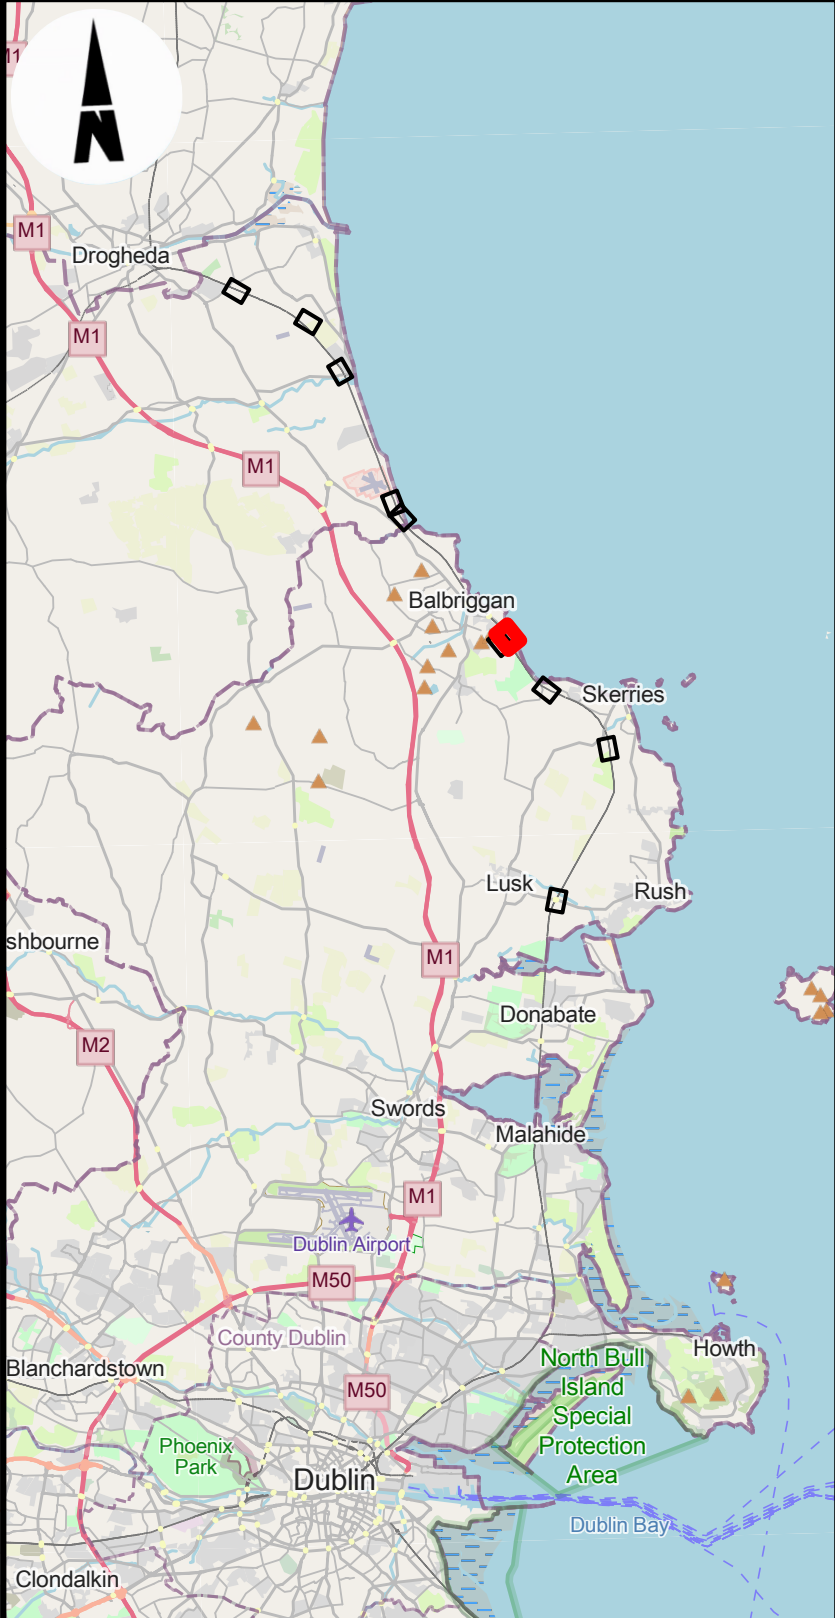 M1
N
M1
Drogheda
M1
M1
Balbriggan
Skerries
Lusk
Rush
shbourne
M1
Donabate
M2
Swords
Malahide
M1
Dublin Airport
M50
County Dublin
Howth
North Bull
Island
Special
Protection
Area
Blanchardstown
M50
Phoenix
Park
Dublin
Dublin Bay
Clondalkin